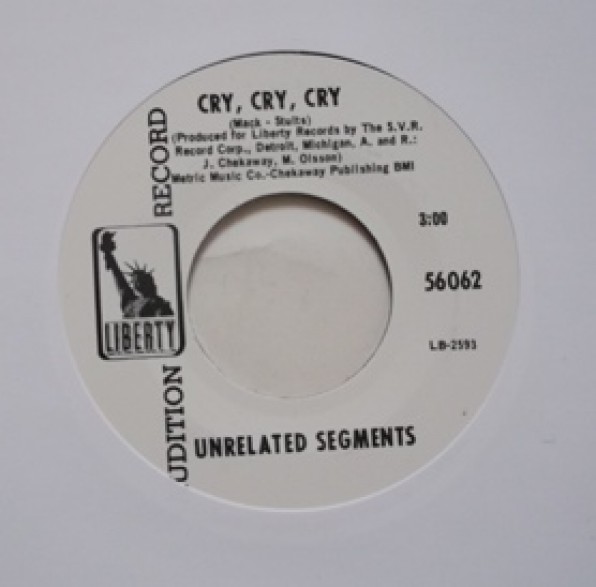 CRY, CRY, CRY
(Mack - Stults)
(Produced for Liberty Records by The S.V.R.
Record Corp., Detroit, Michigan, A. and R.:
J. Chekaway, M. Olsson)
Metric Music Co.-Chekaway Publishing BMI
RECORD
3:00
56062
LIBERTY
LB-2593
UDITION
UNRELATED SEGMENTS